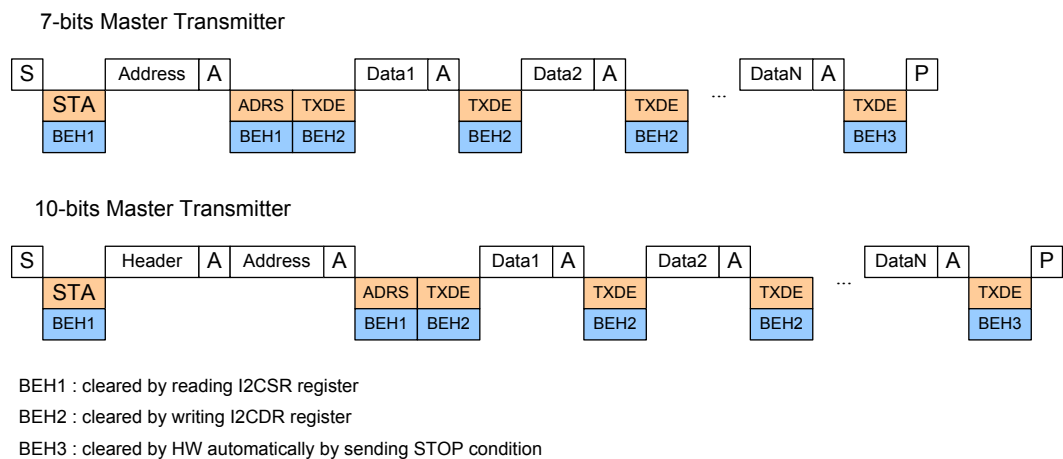 7-bits Master Transmitter
S Address A Data1 A Data2 A DataN A P
STA ADRS TXDE TXDE TXDE ... TXDE
BEH1 BEH1 BEH2 BEH2 BEH2 BEH3
10-bits Master Transmitter
S Header A Address A Data1 A Data2 A DataN A P
STA ADRS TXDE TXDE TXDE ... TXDE
BEH1 BEH1 BEH2 BEH2 BEH2 BEH3
BEH1 : cleared by reading I2CSR register
BEH2 : cleared by writing I2CDR register
BEH3 : cleared by HW automatically by sending STOP condition